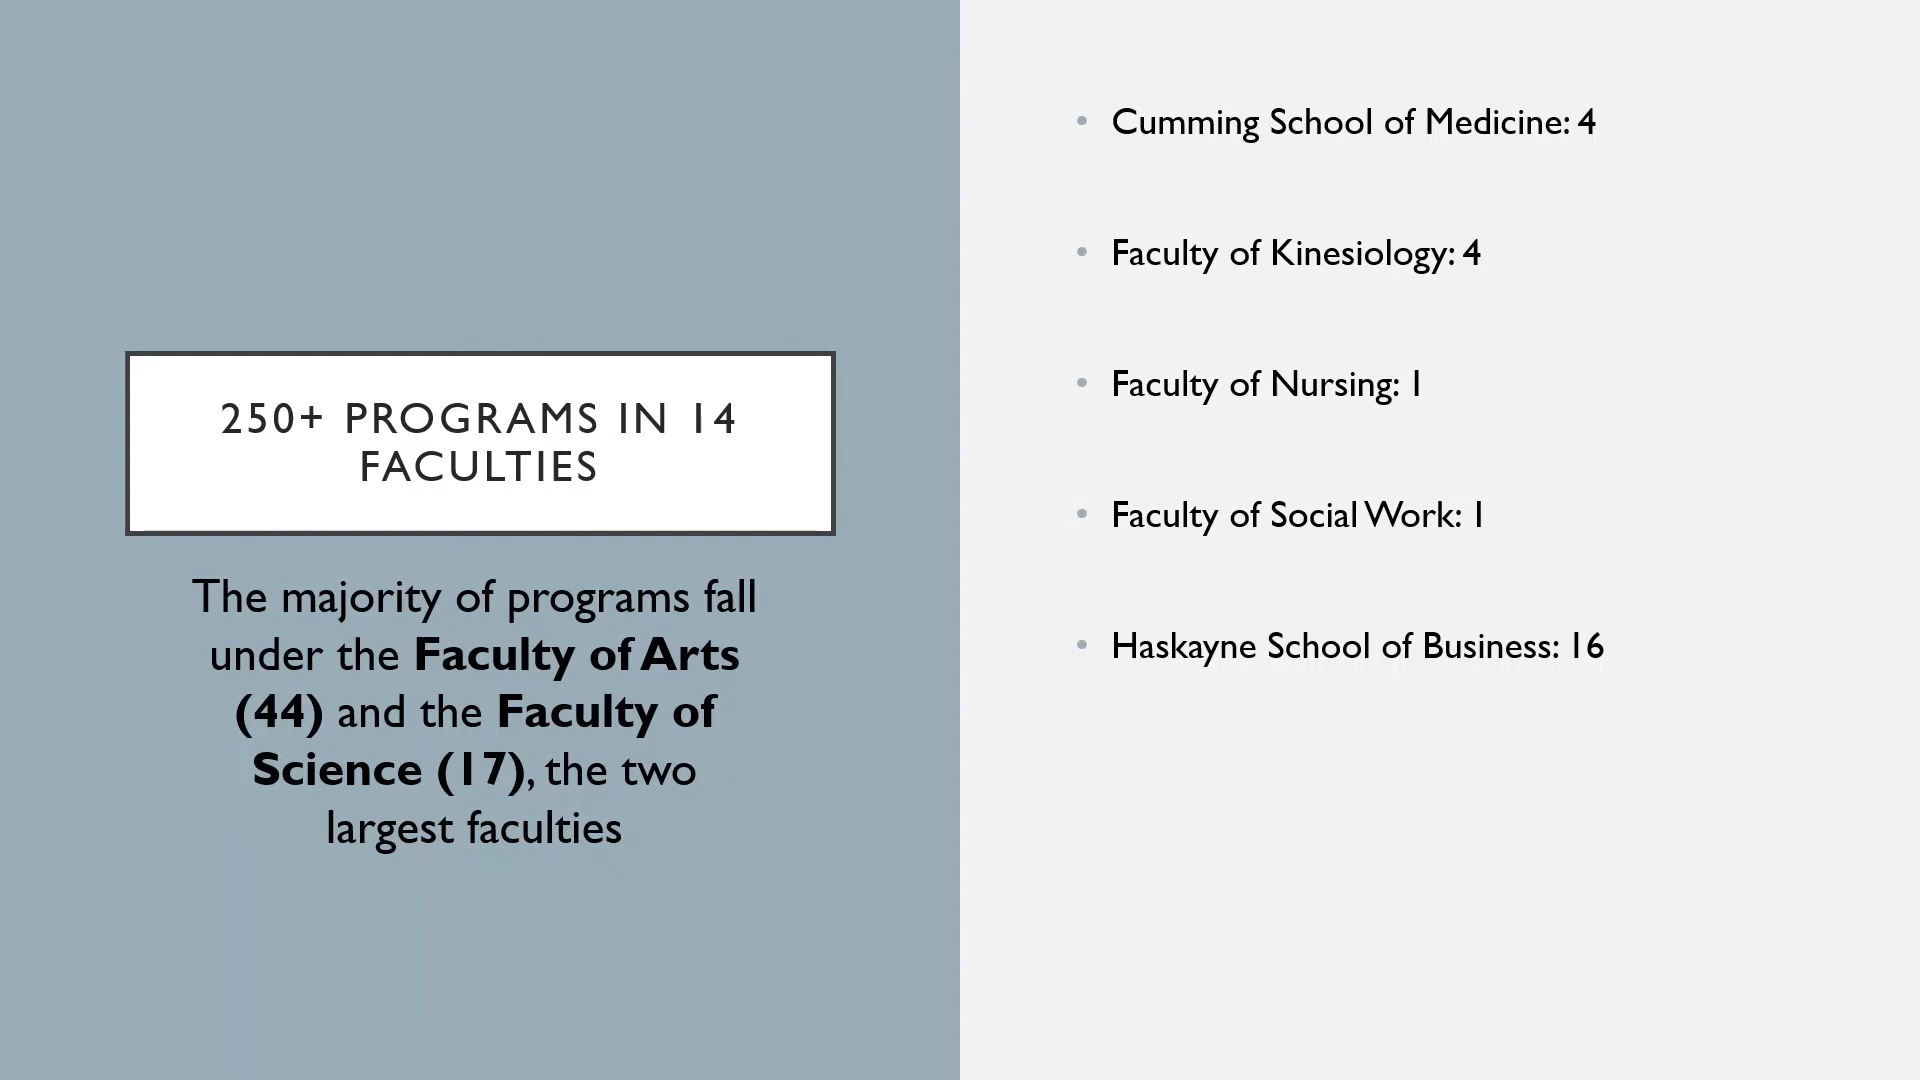 250+ PROGRAMS IN 14
FACULTIES
The majority of programs fall
under the Faculty of Arts
(44) and the Faculty of
Science (17), the two
largest faculties
• Cumming School of Medicine: 4
• Faculty of Kinesiology: 4
• Faculty of Nursing: 1
• Faculty of Social Work: 1
• Haskayne School of Business: 16